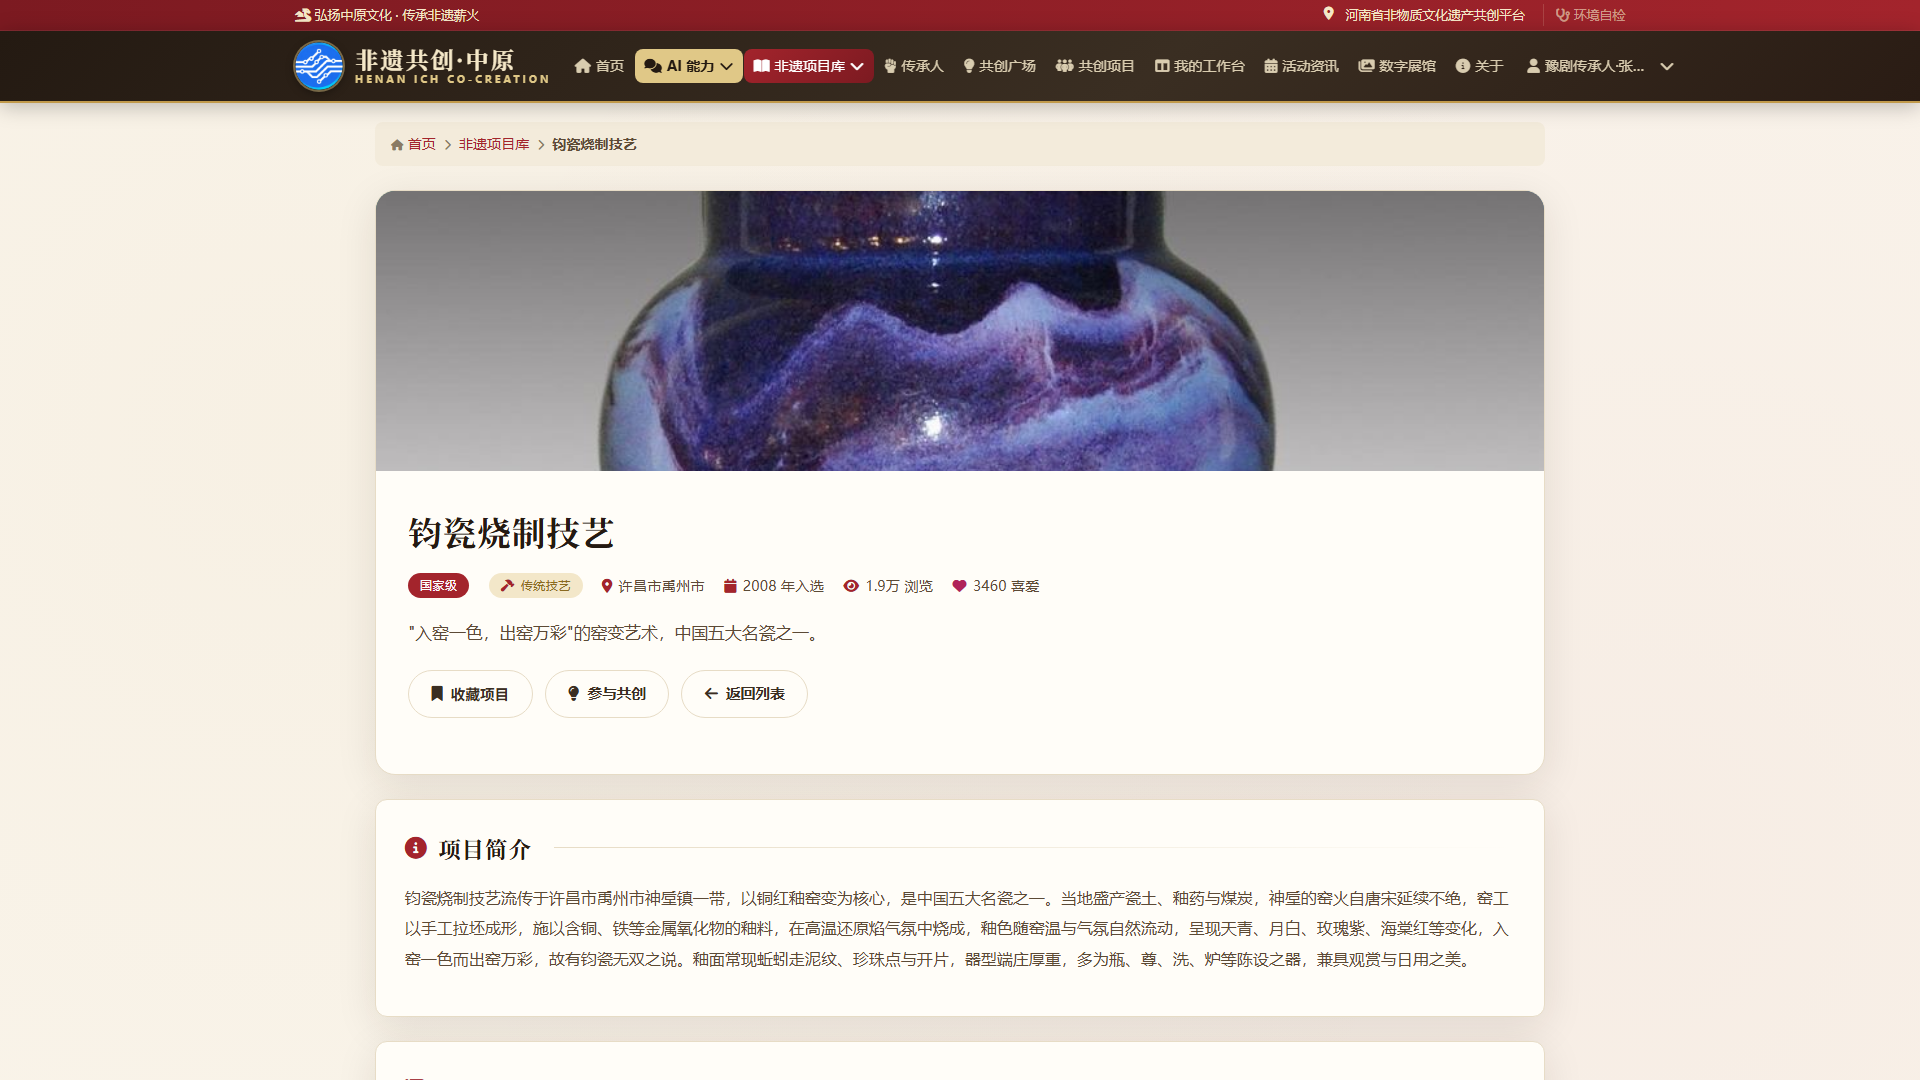 弘扬中原文化 · 传承非遗薪火
河南省非物质文化遗产共创平台
环境自检
非遗共创·中原
HENAN ICH CO-CREATION
首页
AI 能力
非遗项目库
传承人
共创广场
共创项目
我的工作台
活动资讯
数字展馆
关于
豫剧传承人·张...
首页
非遗项目库
钧瓷烧制技艺
钧瓷烧制技艺
国家级
传统技艺
许昌市禹州市
2008 年入选
1.9万 浏览
3460 喜爱
"入窑一色，出窑万彩"的窑变艺术，中国五大名瓷之一。
收藏项目
参与共创
返回列表
项目简介
钧瓷烧制技艺流传于许昌市禹州市神垕镇一带，以铜红釉窑变为核心，是中国五大名瓷之一。当地盛产瓷土、釉药与煤炭，神垕的窑火自唐宋延续不绝，窑工
以手工拉坯成形，施以含铜、铁等金属氧化物的釉料，在高温还原焰气氛中烧成，釉色随窑温与气氛自然流动，呈现天青、月白、玫瑰紫、海棠红等变化，入
窑一色而出窑万彩，故有钧瓷无双之说。釉面常现蚯蚓走泥纹、珍珠点与开片，器型端庄厚重，多为瓶、尊、洗、炉等陈设之器，兼具观赏与日用之美。